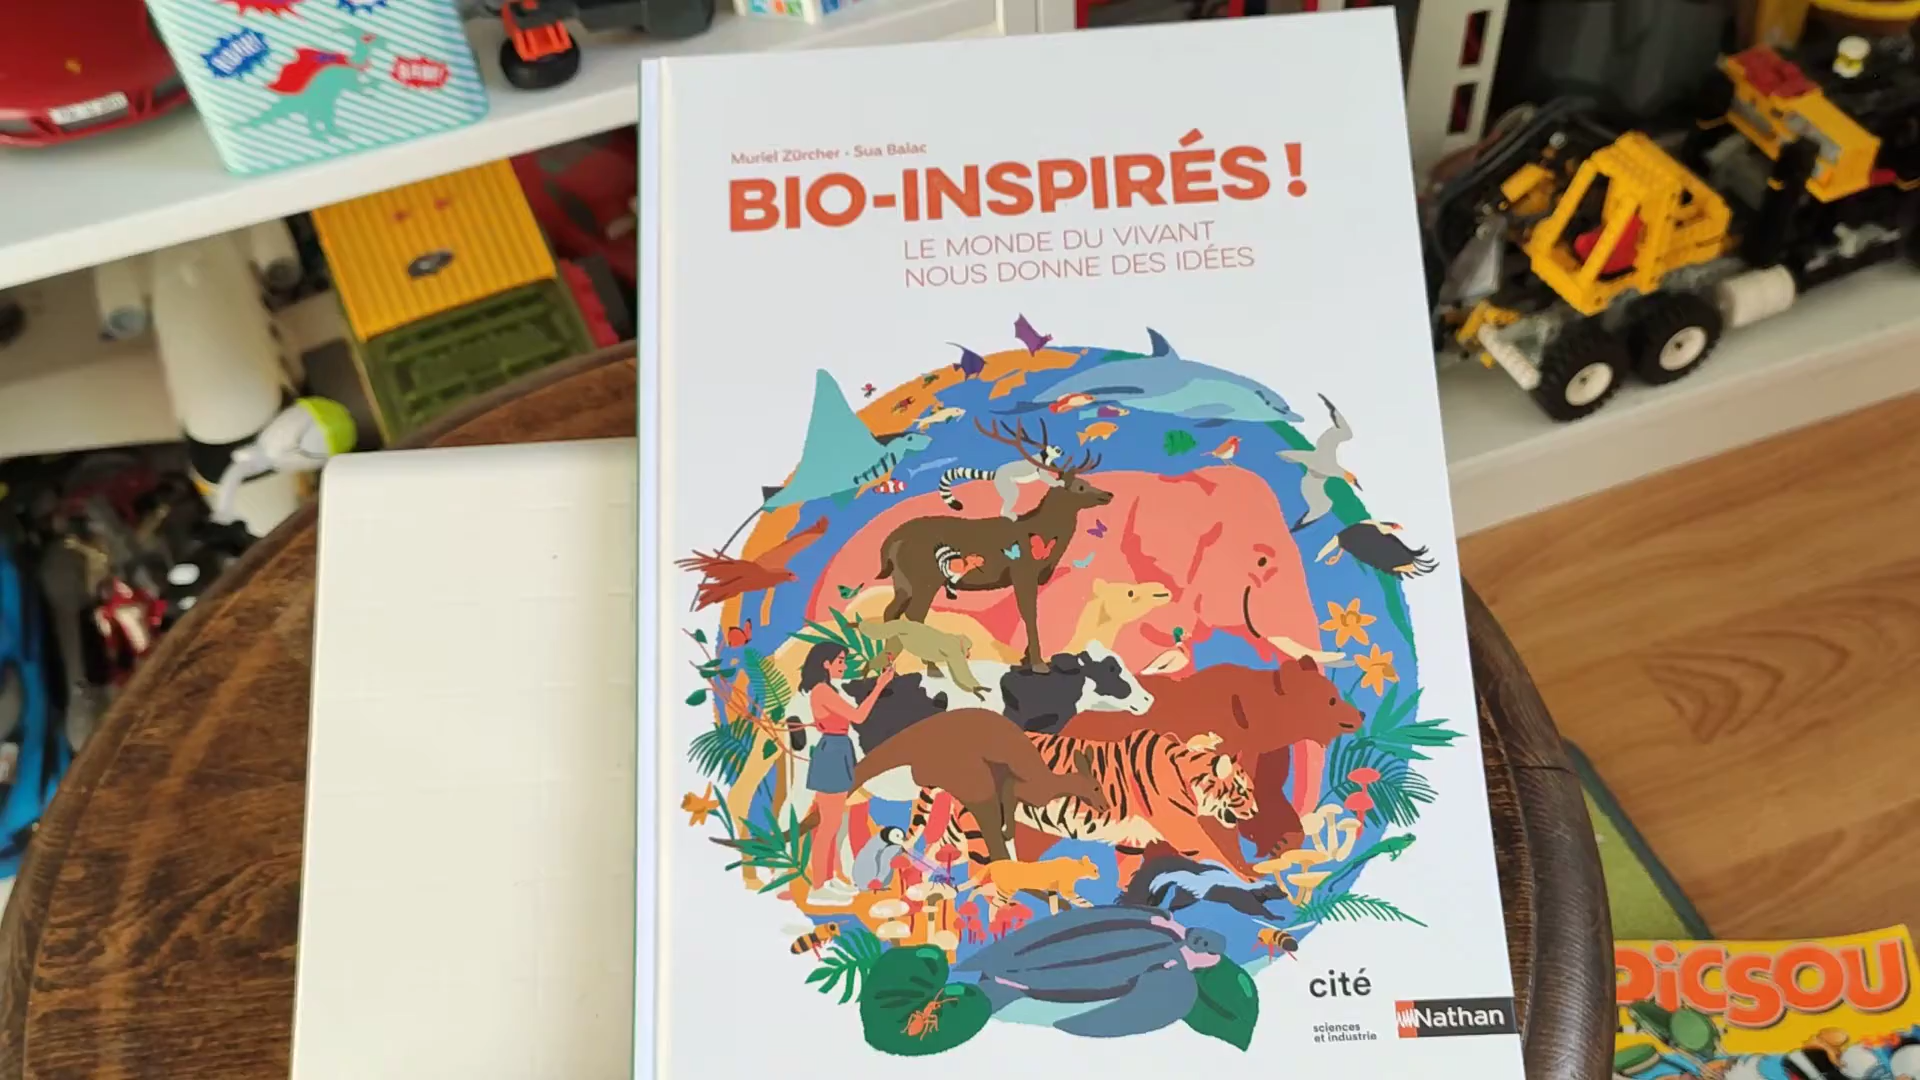 Muriel Zürcher • Sua Balac
BIO-INSPIRÉS !
LE MONDE DU VIVANT
NOUS DONNE DES IDÉES
cité
sciences
et industrie
Nathan
PICSOU
BAM!